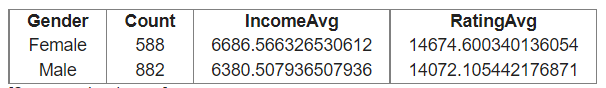 Gender Count IncomeAvg RatingAvg
Female 588 6686.566326530612 14674.600340136054
Male 882 6380.507936507936 14072.105442176871